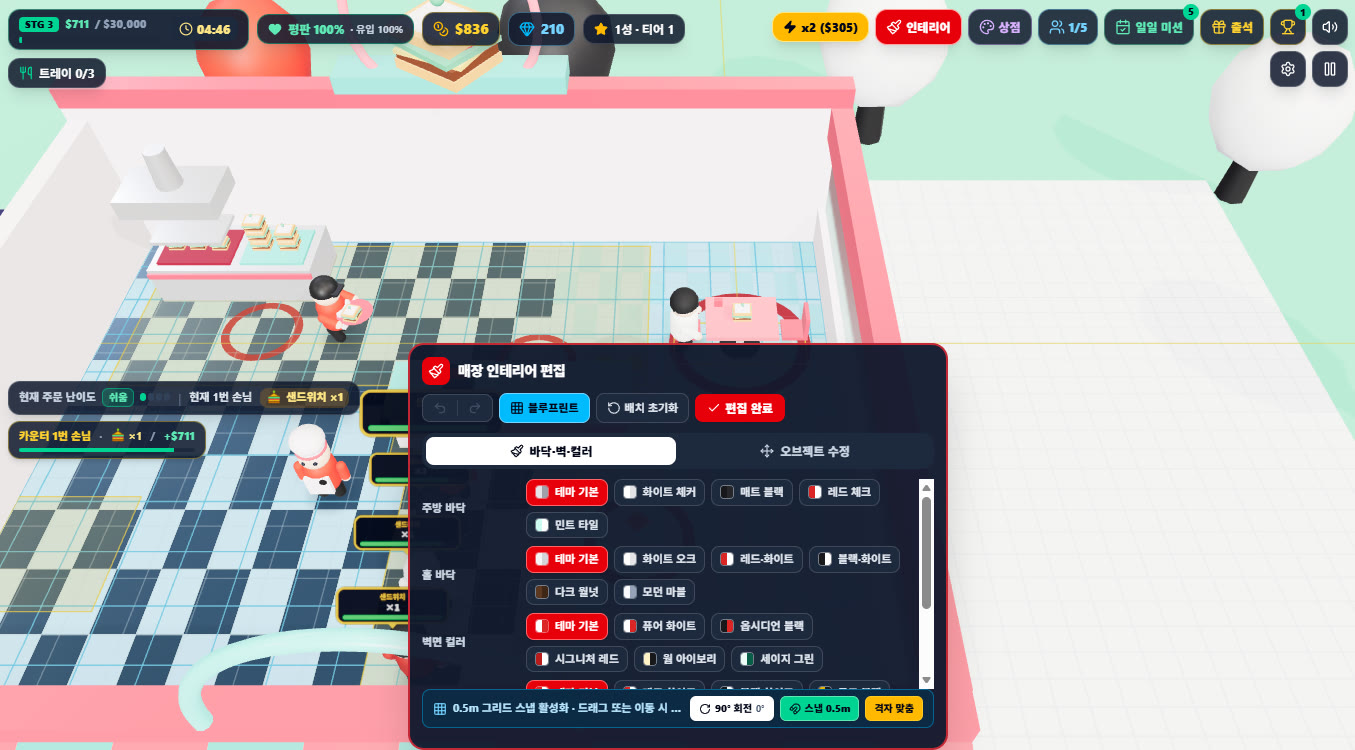 STG 3 $711 / $30,000 04:46
평판 100% · 유입 100%
$836
210
1성 · 티어 1
x2 ($305)
인테리어
상점
1/5
일일 미션 5
출석
1
트레이 0/3
현재 주문 난이도 쉬움 | 현재 1번 손님 샌드위치 ×1
카운터 1번 손님 · ×1 / +$711
샌드위치
×1
매장 인테리어 편집
블루프린트 배치 초기화 편집 완료
바닥·벽·컬러 오브젝트 수정
주방 바닥
테마 기본 화이트 체커 매트 블랙 레드 체크
민트 타일
홀 바닥
테마 기본 화이트 오크 레드·화이트 블랙·화이트
다크 월넛 모던 마블
벽면 컬러
테마 기본 퓨어 화이트 옵시디언 블랙
시그니처 레드 웜 아이보리 세이지 그린
0.5m 그리드 스냅 활성화 · 드래그 또는 이동 시 ... 90° 회전 0° 스냅 0.5m 격자 맞춤